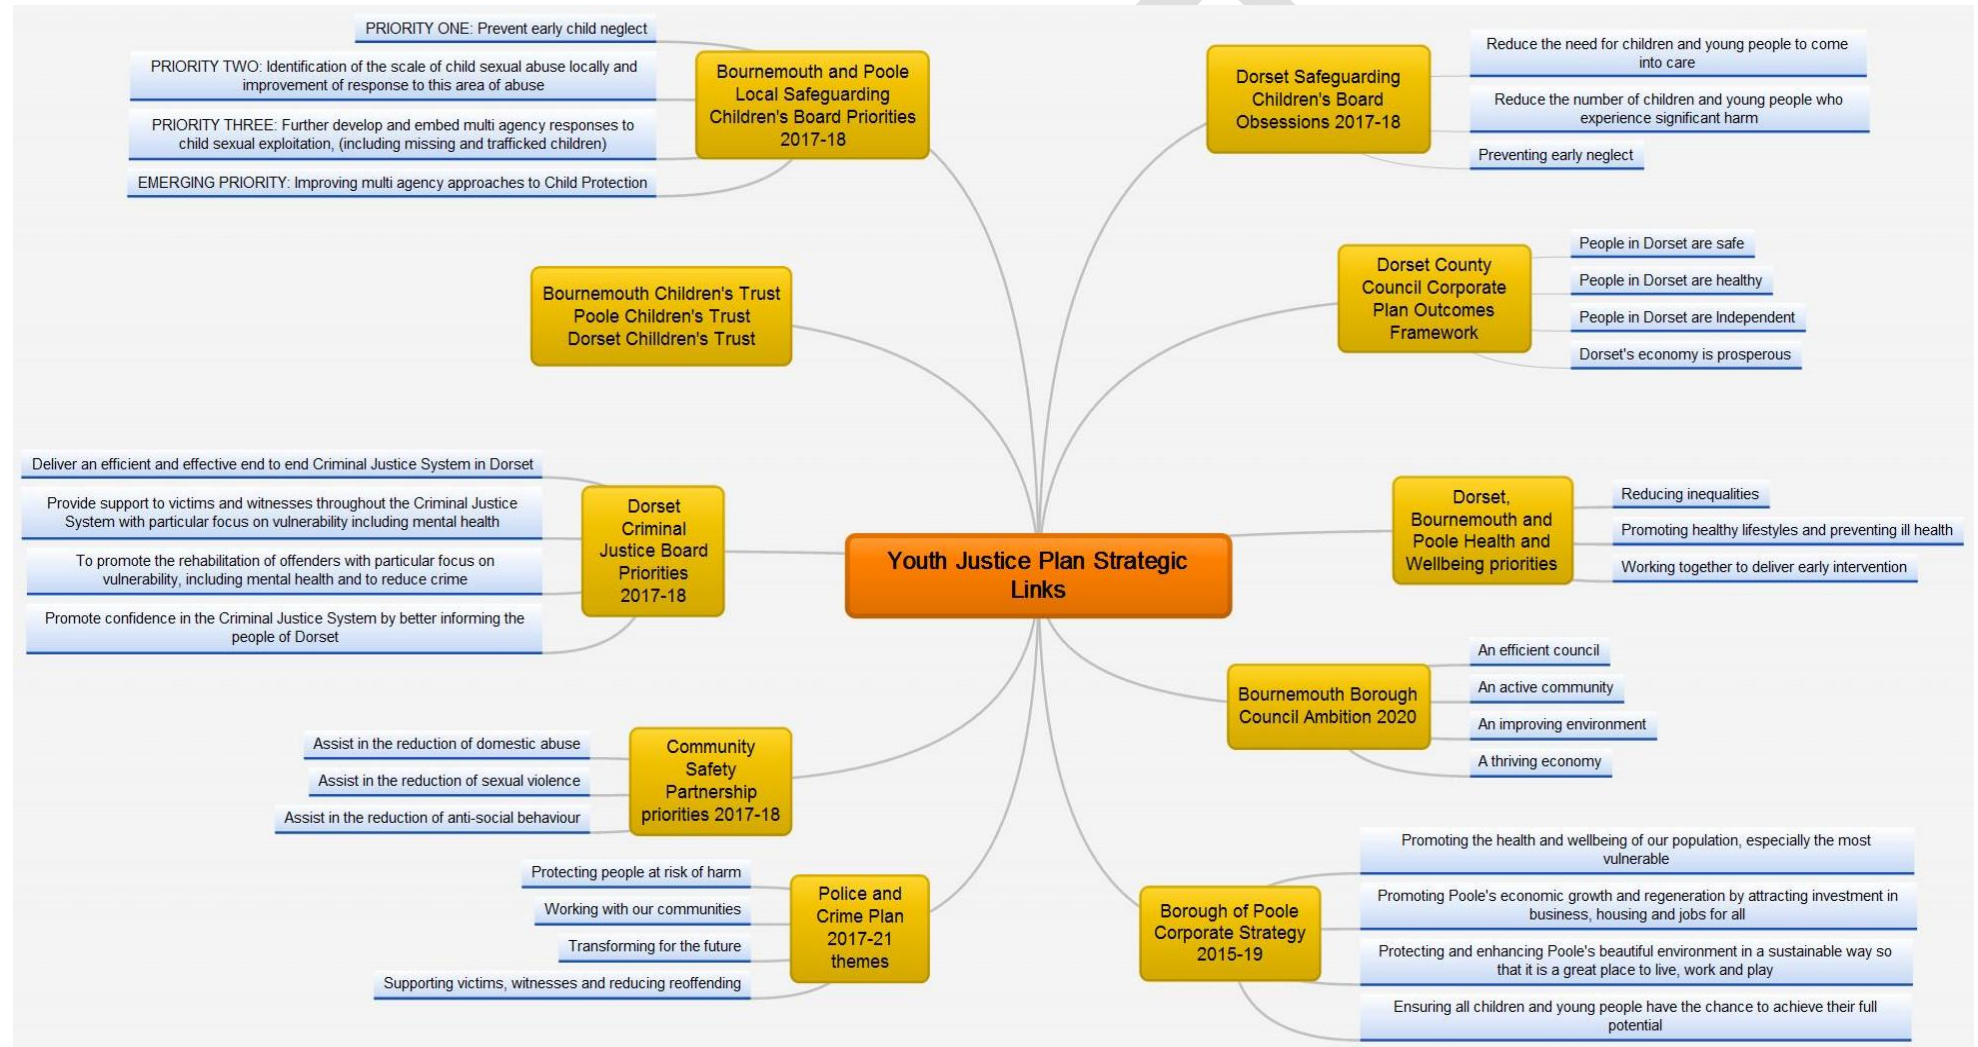 PRIORITY ONE: Prevent early child neglect
PRIORITY TWO: Identification of the scale of child sexual abuse locally and
improvement of response to this area of abuse
PRIORITY THREE: Further develop and embed multi agency responses to
child sexual exploitation, (including missing and trafficked children)
EMERGING PRIORITY: Improving multi agency approaches to Child Protection
Bournemouth and Poole
Local Safeguarding
Children's Board Priorities
2017-18
Bournemouth Children's Trust
Poole Children's Trust
Dorset Chilldren's Trust
Deliver an efficient and effective end to end Criminal Justice System in Dorset
Provide support to victims and witnesses throughout the Criminal Justice
System with particular focus on vulnerability including mental health
To promote the rehabilitation of offenders with particular focus on
vulnerability, including mental health and to reduce crime
Promote confidence in the Criminal Justice System by better informing the
people of Dorset
Dorset
Criminal
Justice Board
Priorities
2017-18
Assist in the reduction of domestic abuse
Assist in the reduction of sexual violence
Assist in the reduction of anti-social behaviour
Community
Safety
Partnership
priorities 2017-18
Protecting people at risk of harm
Working with our communities
Transforming for the future
Supporting victims, witnesses and reducing reoffending
Police and
Crime Plan
2017-21
themes
Youth Justice Plan Strategic
Links
Dorset Safeguarding
Children's Board
Obsessions 2017-18
Reduce the need for children and young people to come
into care
Reduce the number of children and young people who
experience significant harm
Preventing early neglect
Dorset County
Council Corporate
Plan Outcomes
Framework
People in Dorset are safe
People in Dorset are healthy
People in Dorset are Independent
Dorset's economy is prosperous
Dorset,
Bournemouth and
Poole Health and
Wellbeing priorities
Reducing inequalities
Promoting healthy lifestyles and preventing ill health
Working together to deliver early intervention
Bournemouth Borough
Council Ambition 2020
An efficient council
An active community
An improving environment
A thriving economy
Borough of Poole
Corporate Strategy
2015-19
Promoting the health and wellbeing of our population, especially the most
vulnerable
Promoting Poole's economic growth and regeneration by attracting investment in
business, housing and jobs for all
Protecting and enhancing Poole's beautiful environment in a sustainable way so
that it is a great place to live, work and play
Ensuring all children and young people have the chance to achieve their full
potential